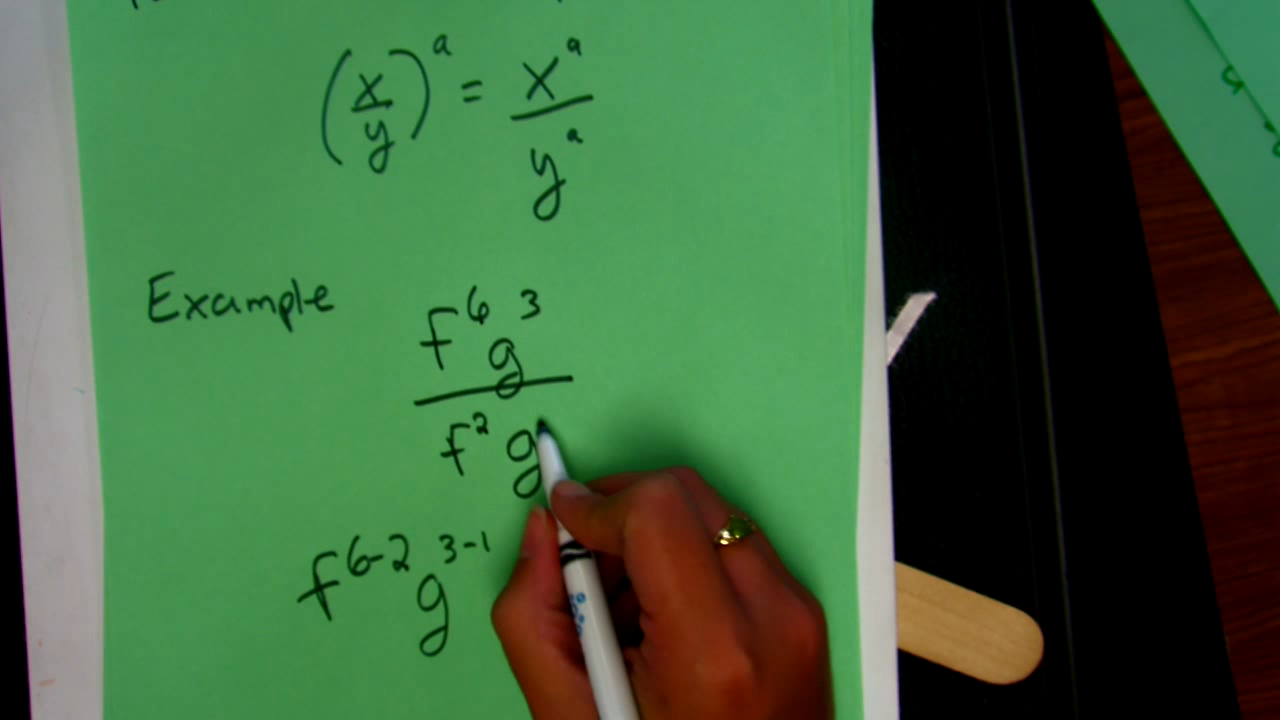 (x/y)^a = x^a/y^a
Example
f^6 g^3
f^2 g
f^6-2 g^3-1